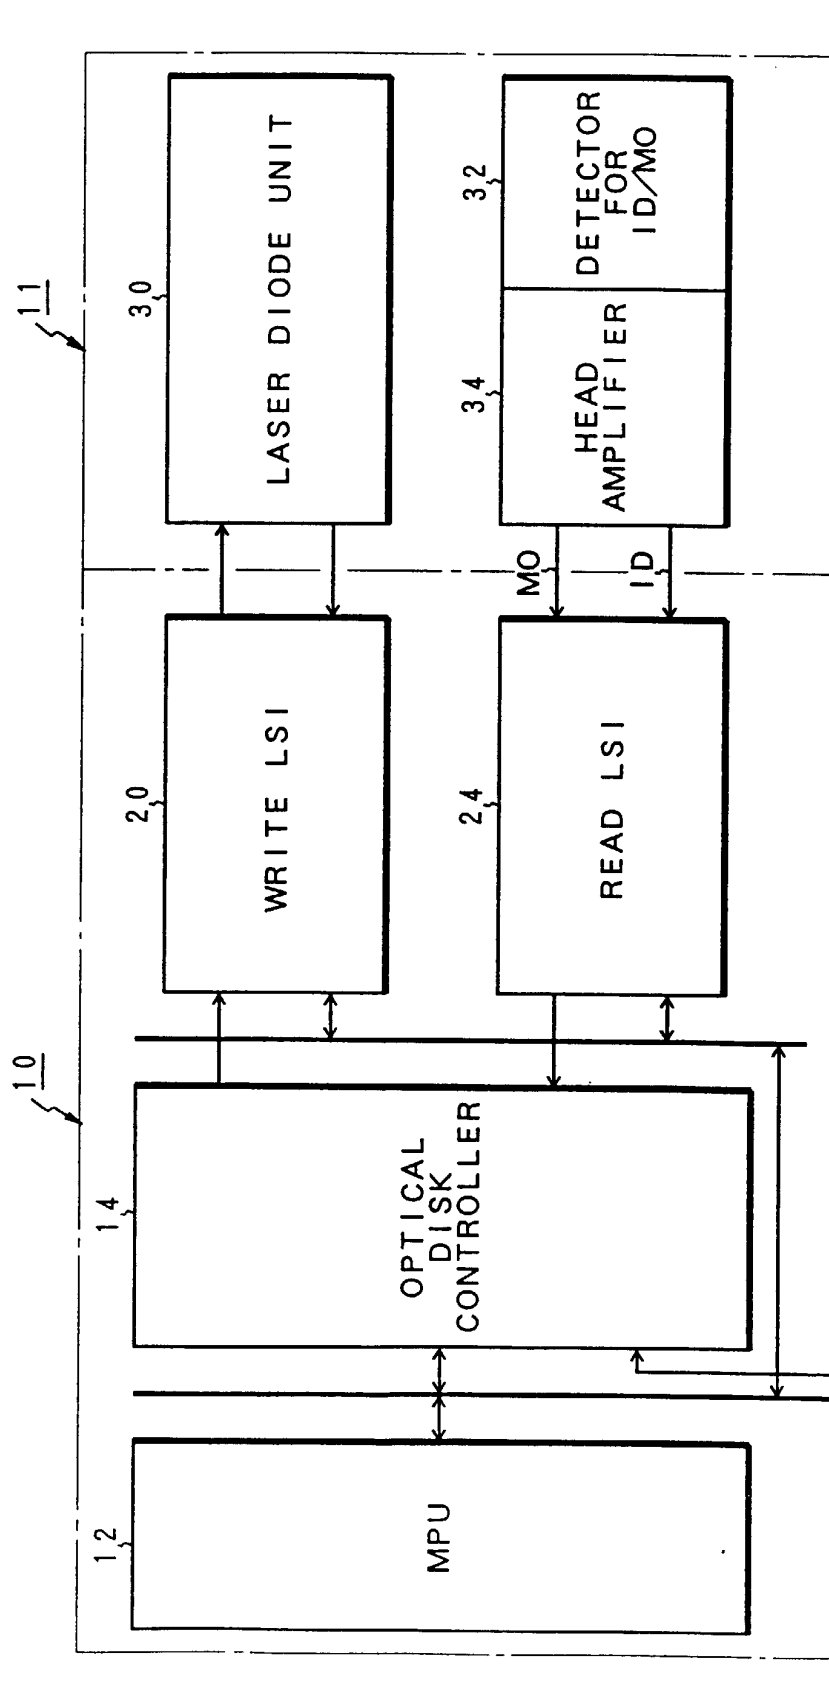 10
11
12
MPU
14
OPTICAL
DISK
CONTROLLER
20
WRITE LSI
30
LASER DIODE UNIT
24
READ LSI
MO
ID
34
HEAD
AMPLIFIER
32
DETECTOR
FOR
ID/MO